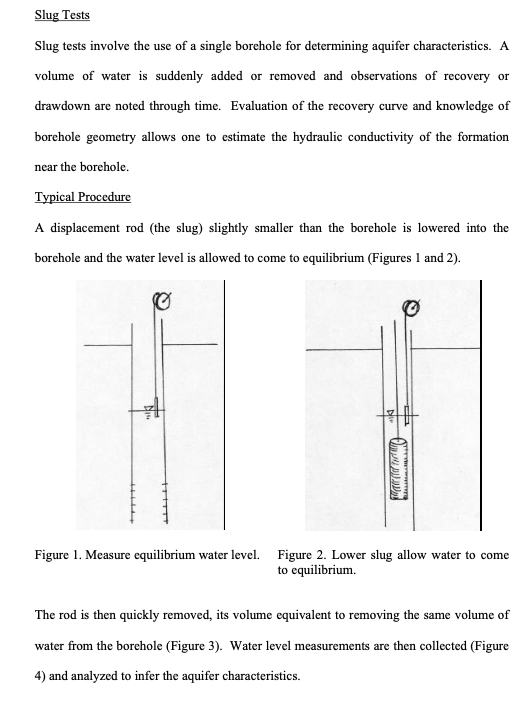 Slug Tests
Slug tests involve the use of a single borehole for determining aquifer characteristics. A
volume of water is suddenly added or removed and observations of recovery or
drawdown are noted through time. Evaluation of the recovery curve and knowledge of
borehole geometry allows one to estimate the hydraulic conductivity of the formation
near the borehole.
Typical Procedure
A displacement rod (the slug) slightly smaller than the borehole is lowered into the
borehole and the water level is allowed to come to equilibrium (Figures 1 and 2).
Figure 1. Measure equilibrium water level.
Figure 2. Lower slug allow water to come
to equilibrium.
The rod is then quickly removed, its volume equivalent to removing the same volume of
water from the borehole (Figure 3). Water level measurements are then collected (Figure
4) and analyzed to infer the aquifer characteristics.